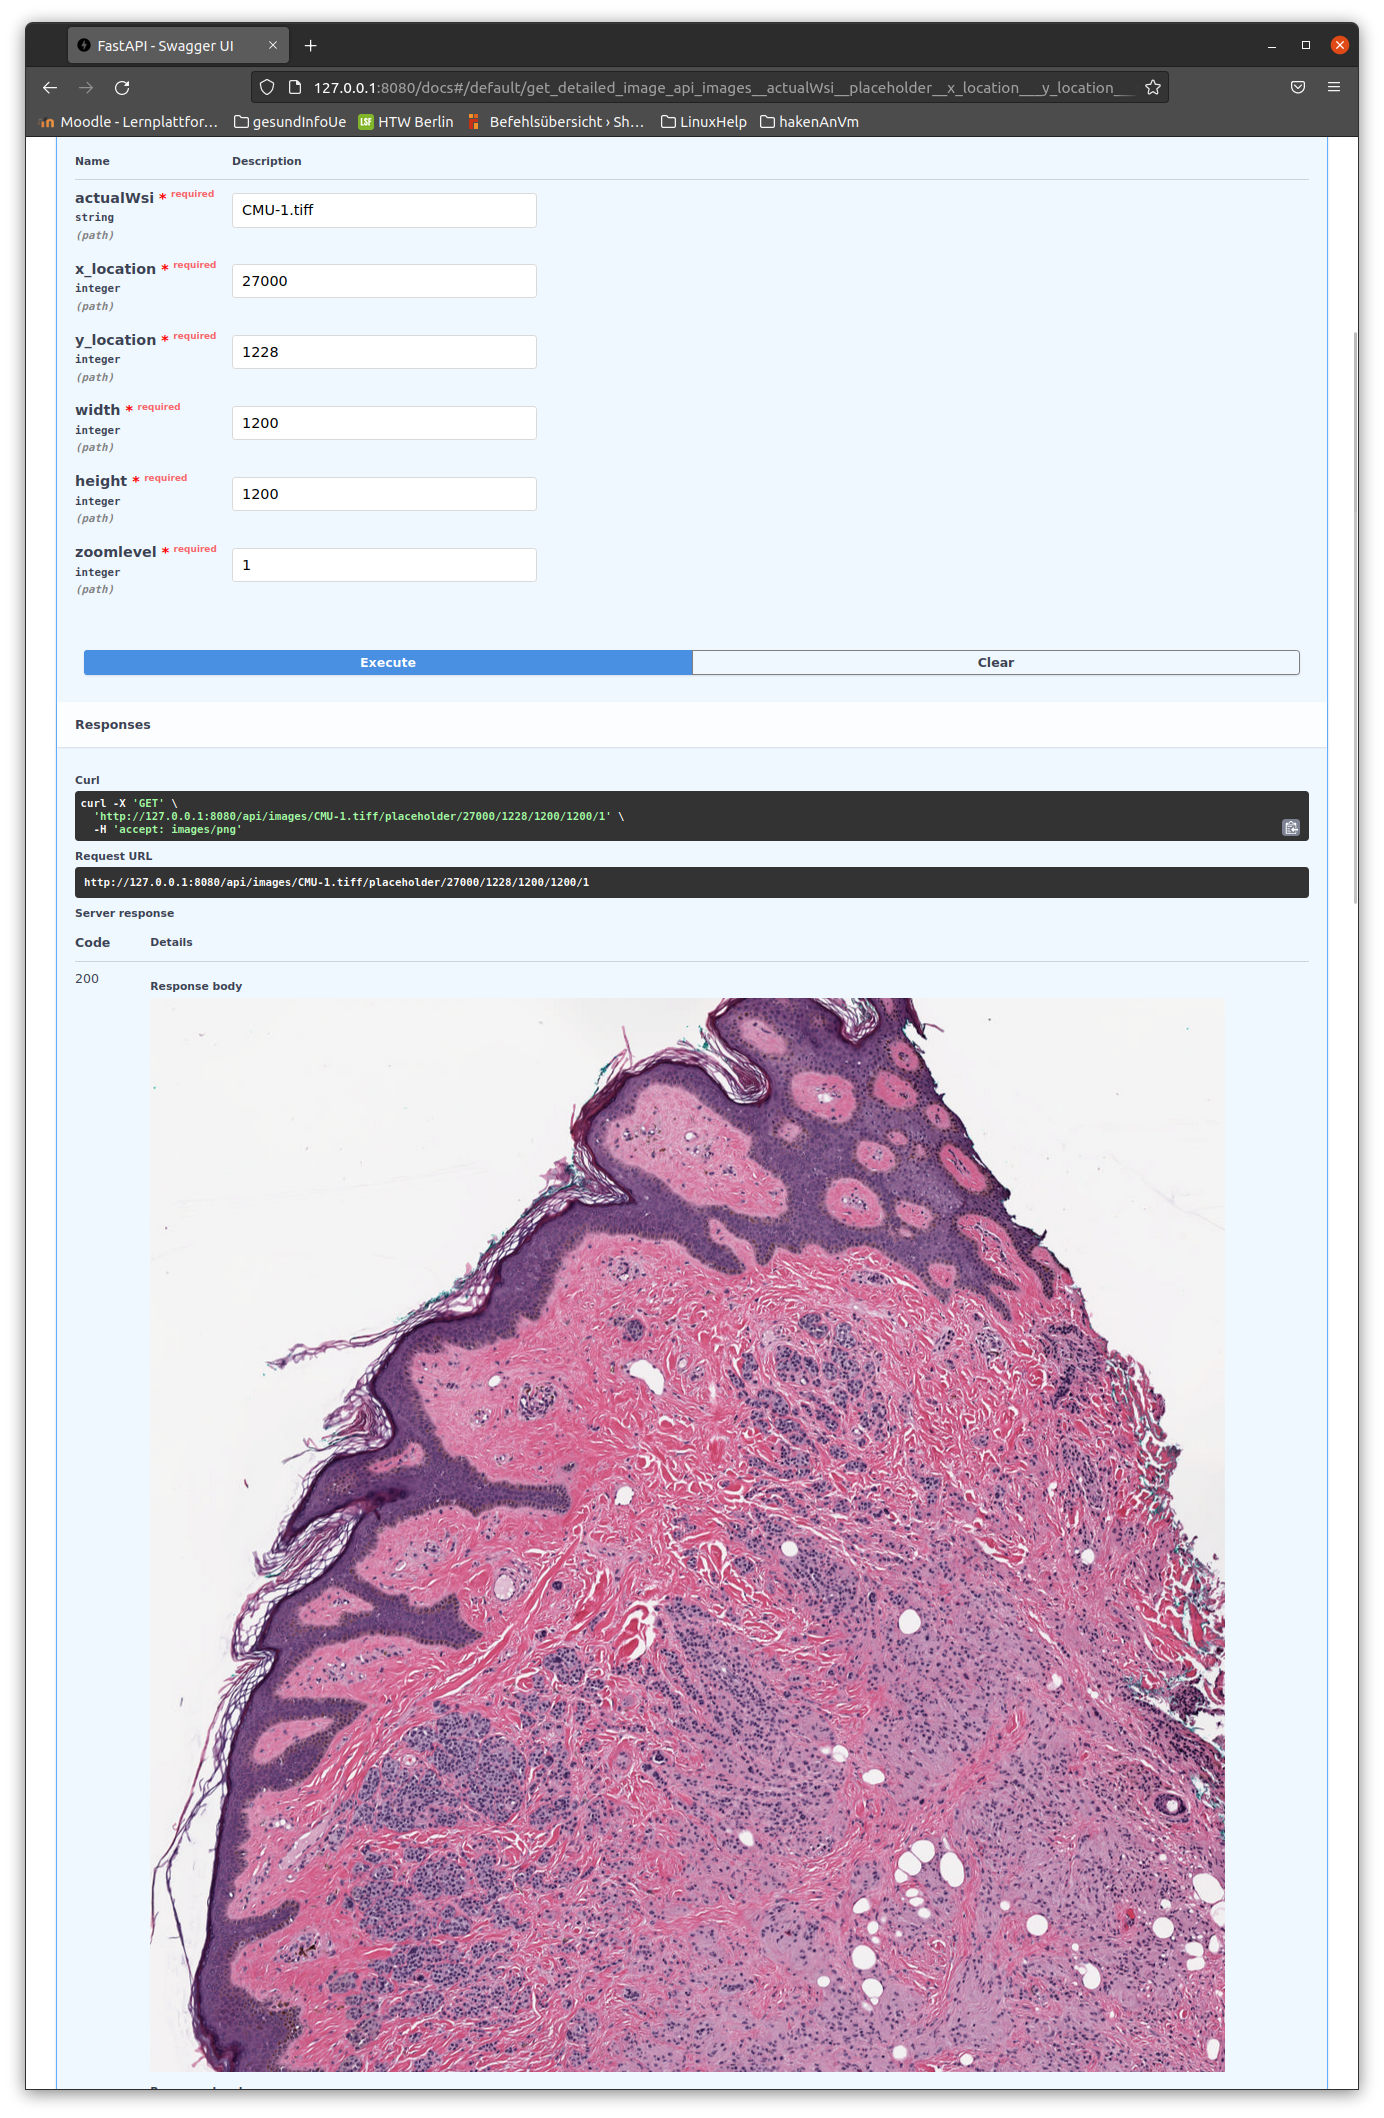 FastAPI - Swagger UI
127.0.0.1:8080/docs#/default/get_detailed_image_api_images__actualWsi__placeholder__x_location___y_location___
Moodle - Lernplattfor… gesundInfoUe LSF HTW Berlin Befehlsübersicht › Sh… LinuxHelp hakenAnVm
Name Description
actualWsi * required
string
(path)
CMU-1.tiff
x_location * required
integer
(path)
27000
y_location * required
integer
(path)
1228
width * required
integer
(path)
1200
height * required
integer
(path)
1200
zoomlevel * required
integer
(path)
1
Execute Clear
Responses
Curl
curl -X 'GET' \
'http://127.0.0.1:8080/api/images/CMU-1.tiff/placeholder/27000/1228/1200/1200/1' \
-H 'accept: images/png'
Request URL
http://127.0.0.1:8080/api/images/CMU-1.tiff/placeholder/27000/1228/1200/1200/1
Server response
Code Details
200
Response body